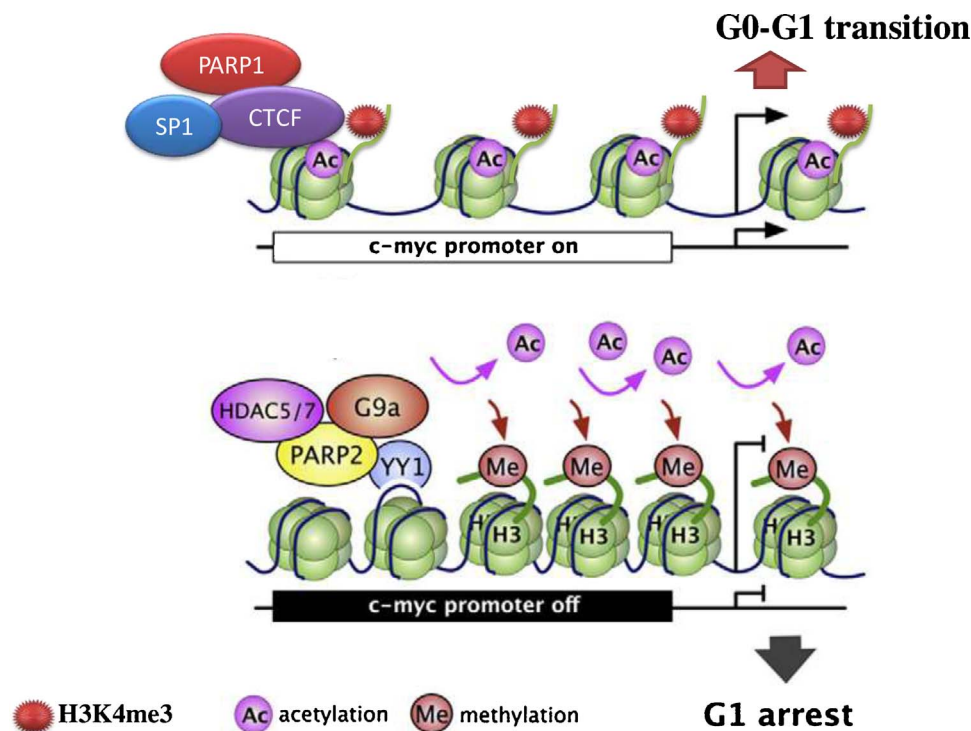 G0-G1 transition
PARP1
SP1
CTCF
Ac
Ac
Ac
Ac
c-myc promoter on
Ac
Ac
Ac
Ac
HDAC5/7
G9a
PARP2
YY1
Me
Me
Me
Me
H3
H3
H3
H3
c-myc promoter off
H3K4me3
Ac acetylation
Me methylation
G1 arrest